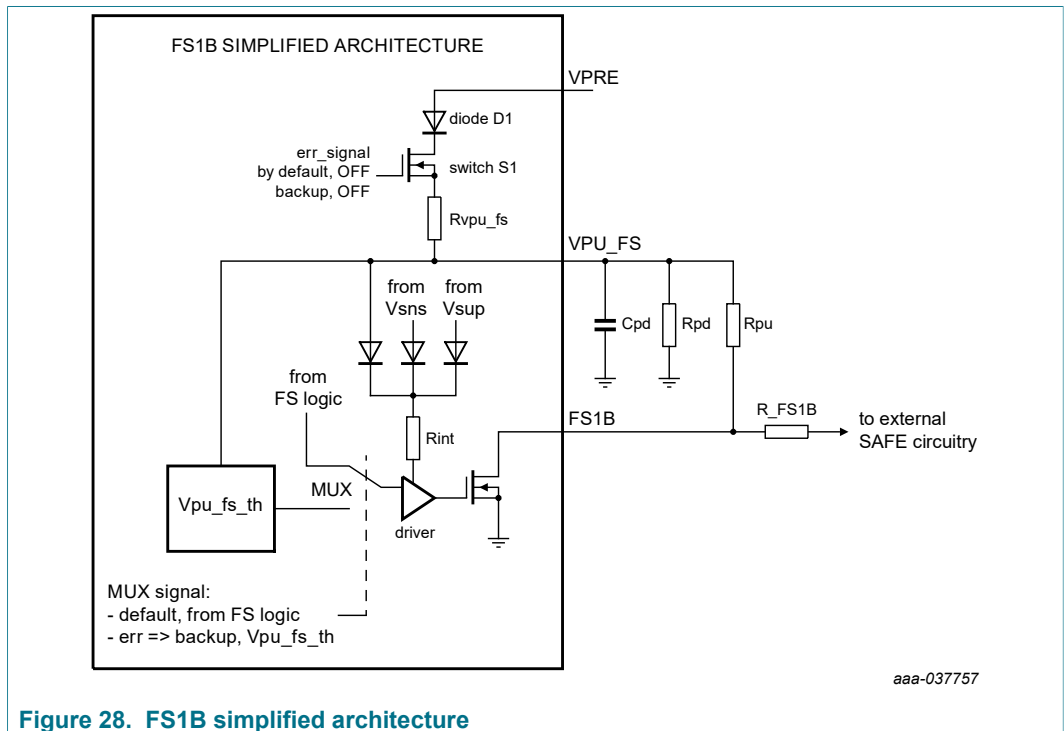 FS1B SIMPLIFIED ARCHITECTURE
VPRE
diode D1
err_signal
by default, OFF
backup, OFF
switch S1
Rvpu_fs
VPU_FS
from
Vsns
from
Vsup
Cpd
Rpd
Rpu
from
FS logic
R_FS1B
FS1B
to external
SAFE circuitry
Rint
MUX
Vpu_fs_th
driver
MUX signal:
- default, from FS logic
- err => backup, Vpu_fs_th
aaa-037757
Figure 28. FS1B simplified architecture